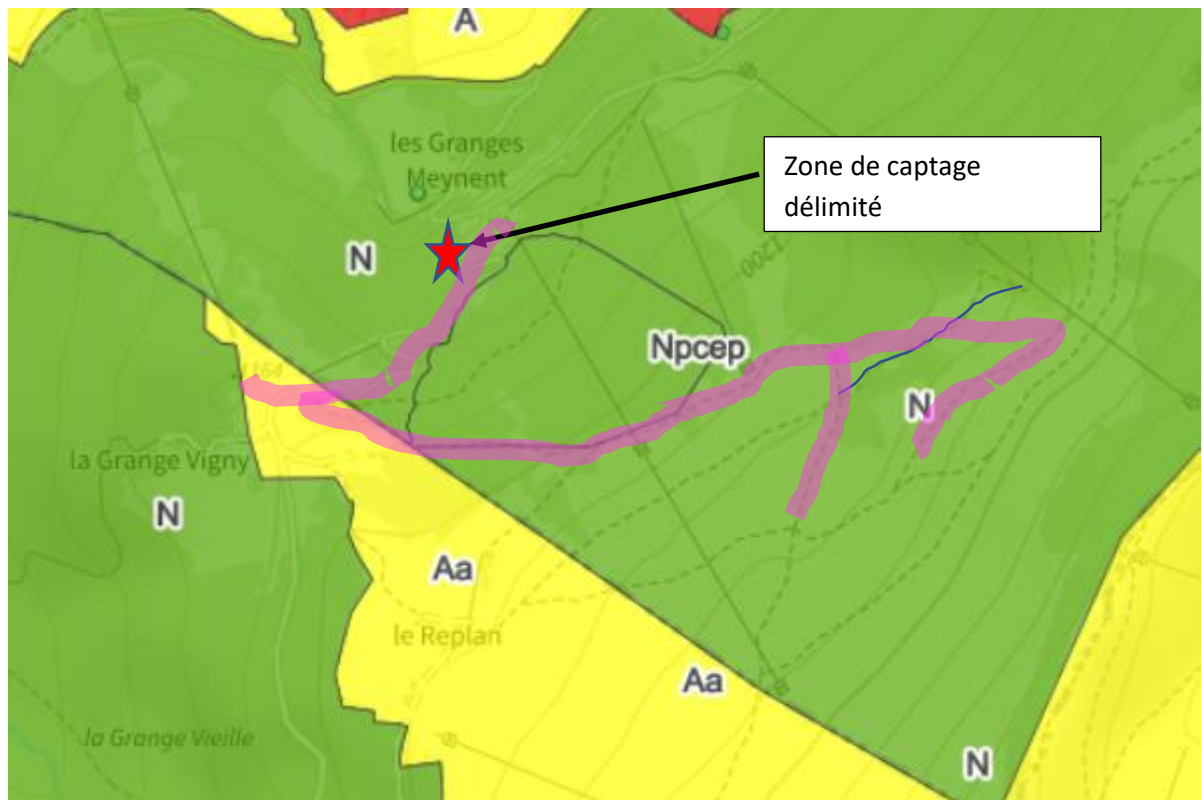 A
les Granges
Meynent
Zone de captage
délimité
N
1200
Npcep
1164
N
la Grange Vigny
N
Aa
le Replan
Aa
la Grange Vieille
N